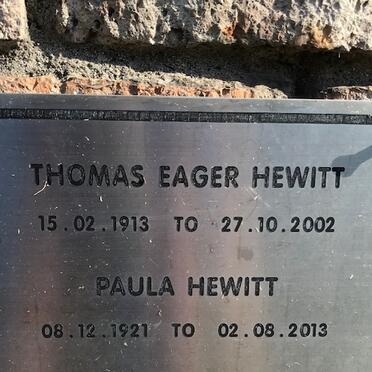 THOMAS EAGER HEWITT
15.02.1913 TO 27.10.2002
PAULA HEWITT
08.12.1921 TO 02.08.2013